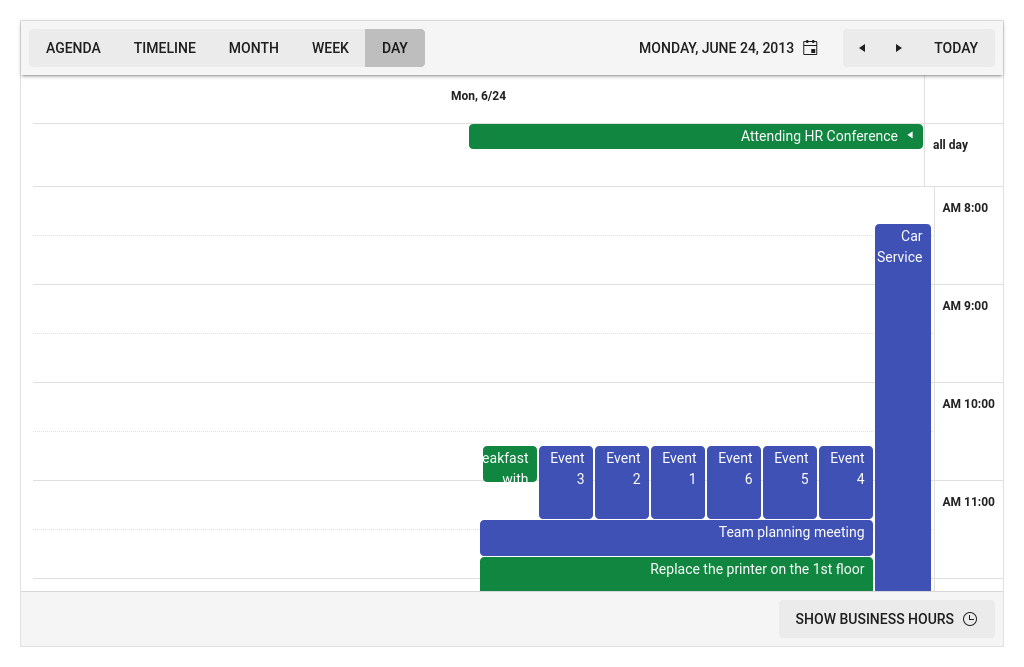 AGENDA TIMELINE MONTH WEEK DAY MONDAY, JUNE 24, 2013 TODAY
Mon, 6/24
Attending HR Conference
all day
AM 8:00
Car
Service
AM 9:00
AM 10:00
eakfast
with
Event
3
Event
2
Event
1
Event
6
Event
5
Event
4
AM 11:00
Team planning meeting
Replace the printer on the 1st floor
SHOW BUSINESS HOURS